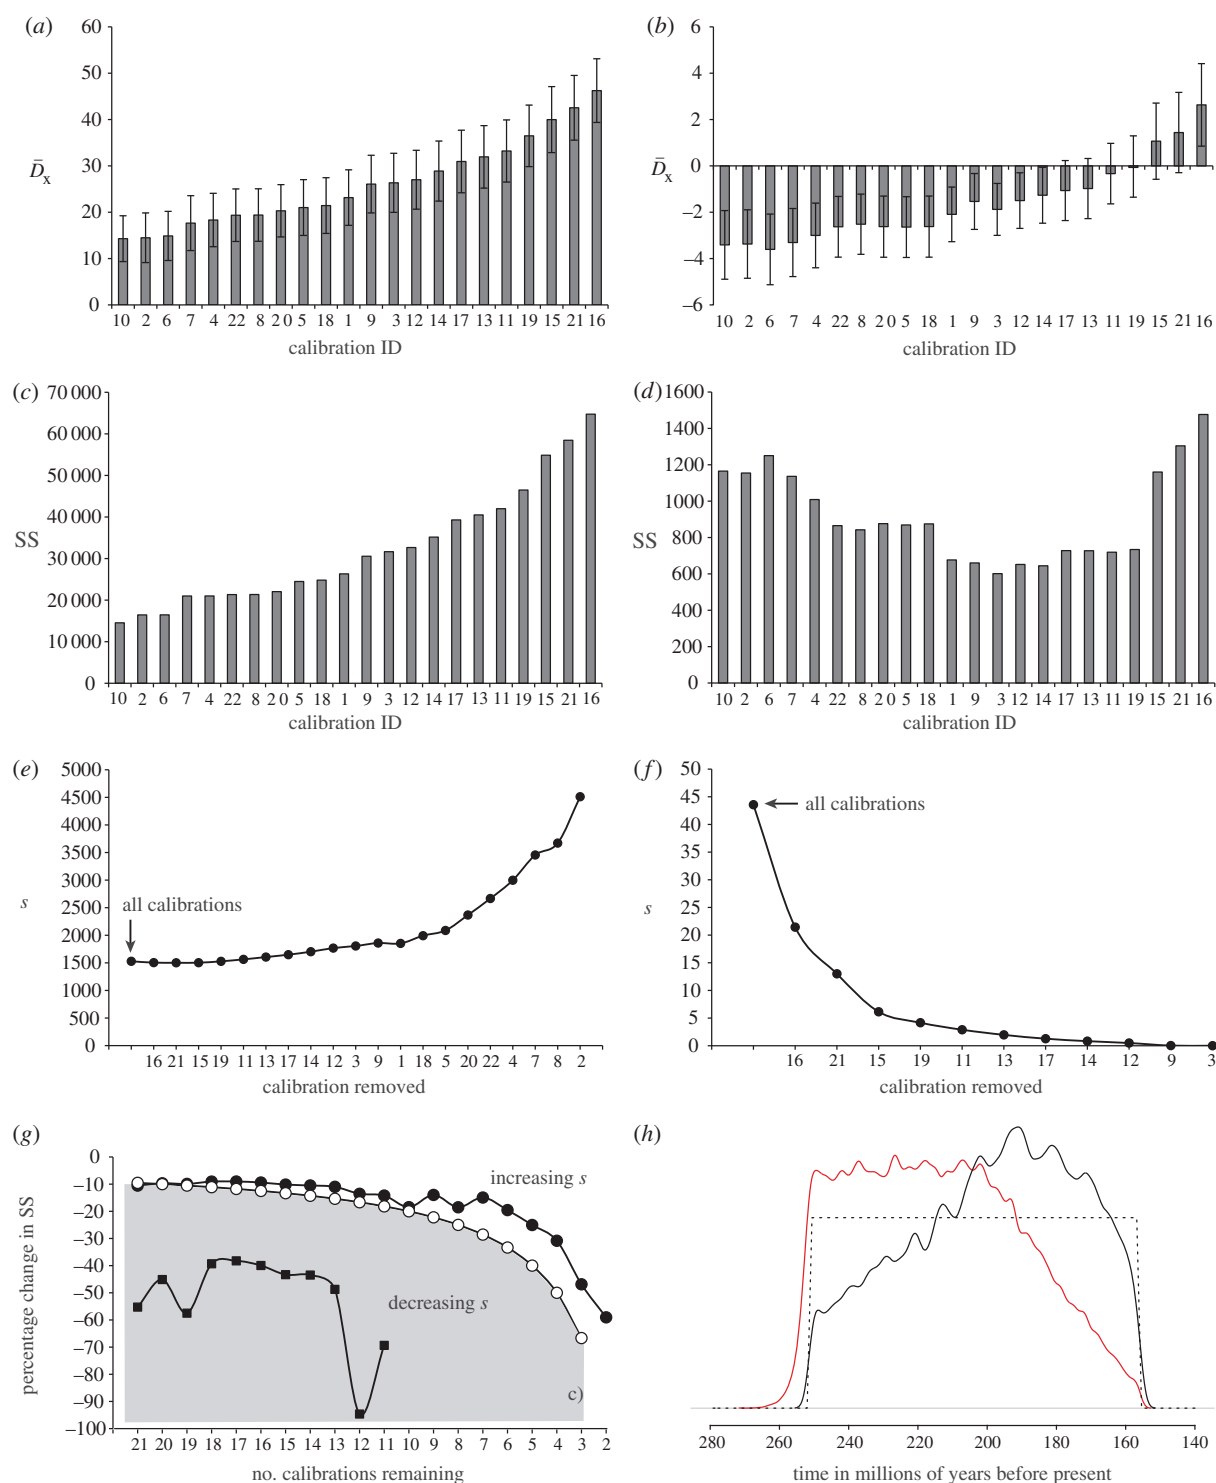 (a)
60
50
40
30
20
10
0
D̄x
10 2 6 7 4 22 8 20 5 18 1 9 3 12 14 17 13 11 19 15 21 16
calibration ID
(b)
6
4
2
0
–2
–4
–6
D̄x
10 2 6 7 4 22 8 20 5 18 1 9 3 12 14 17 13 11 19 15 21 16
calibration ID
(c)
70 000
60 000
50 000
40 000
30 000
20 000
10 000
0
SS
10 2 6 7 4 22 8 20 5 18 1 9 3 12 14 17 13 11 19 15 21 16
calibration ID
(d)
1600
1400
1200
1000
800
600
400
200
0
SS
10 2 6 7 4 22 8 20 5 18 1 9 3 12 14 17 13 11 19 15 21 16
calibration ID
(e)
5000
4500
4000
3500
3000
2500
2000
1500
1000
500
0
s
all calibrations
16 21 15 19 11 13 17 14 12 3 9 1 18 5 20 22 4 7 8 2
calibration removed
(f)
50
45
40
35
30
25
20
15
10
5
0
s
all calibrations
16 21 15 19 11 13 17 14 12 9 3
calibration removed
(g)
0
–10
–20
–30
–40
–50
–60
–70
–80
–90
–100
percentage change in SS
increasing s
decreasing s
c)
21 20 19 18 17 16 15 14 13 12 11 10 9 8 7 6 5 4 3 2
no. calibrations remaining
(h)
280 260 240 220 200 180 160 140
time in millions of years before present